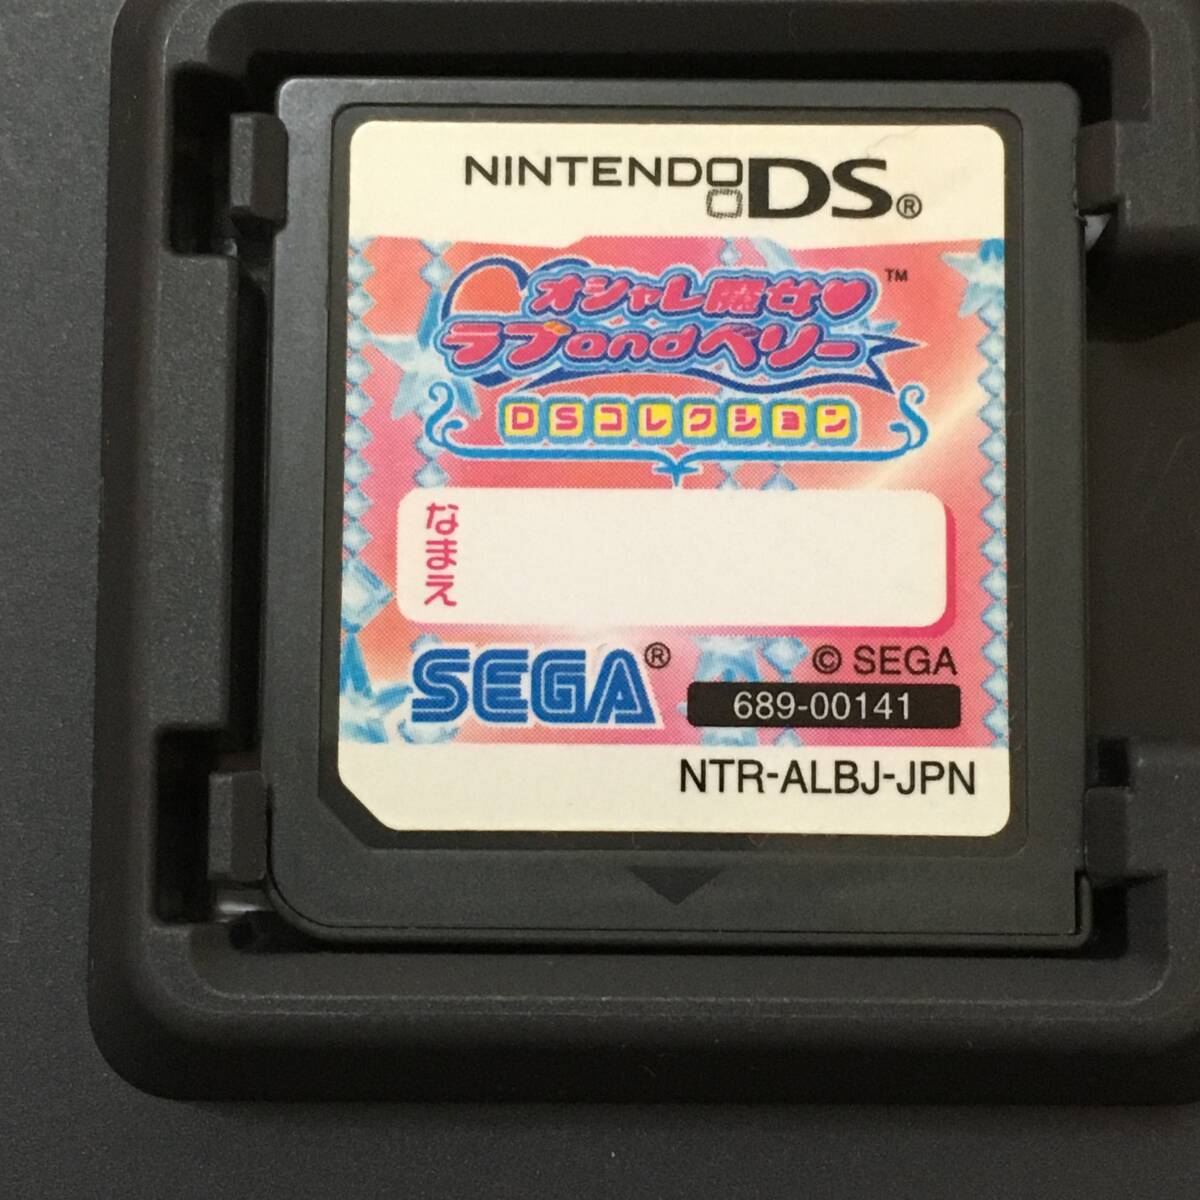 NINTENDO DS®
オシャレ魔女♥™
ラブandベリー
DSコレクション
なまえ
SEGA®
© SEGA
689-00141
NTR-ALBJ-JPN